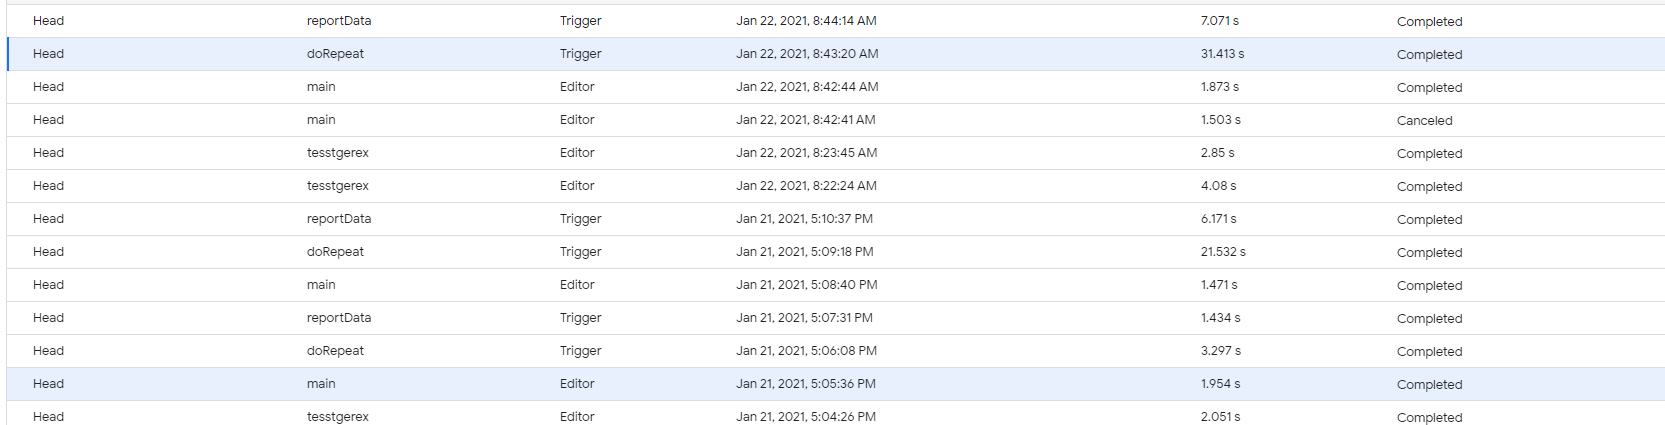 Head reportData Trigger Jan 22, 2021, 8:44:14 AM 7.071 s Completed
Head doRepeat Trigger Jan 22, 2021, 8:43:20 AM 31.413 s Completed
Head main Editor Jan 22, 2021, 8:42:44 AM 1.873 s Completed
Head main Editor Jan 22, 2021, 8:42:41 AM 1.503 s Canceled
Head tesstgerex Editor Jan 22, 2021, 8:23:45 AM 2.85 s Completed
Head tesstgerex Editor Jan 22, 2021, 8:22:24 AM 4.08 s Completed
Head reportData Trigger Jan 21, 2021, 5:10:37 PM 6.171 s Completed
Head doRepeat Trigger Jan 21, 2021, 5:09:18 PM 21.532 s Completed
Head main Editor Jan 21, 2021, 5:08:40 PM 1.471 s Completed
Head reportData Trigger Jan 21, 2021, 5:07:31 PM 1.434 s Completed
Head doRepeat Trigger Jan 21, 2021, 5:06:08 PM 3.297 s Completed
Head main Editor Jan 21, 2021, 5:05:36 PM 1.954 s Completed
Head tesstgerex Editor Jan 21, 2021, 5:04:26 PM 2.051 s Completed